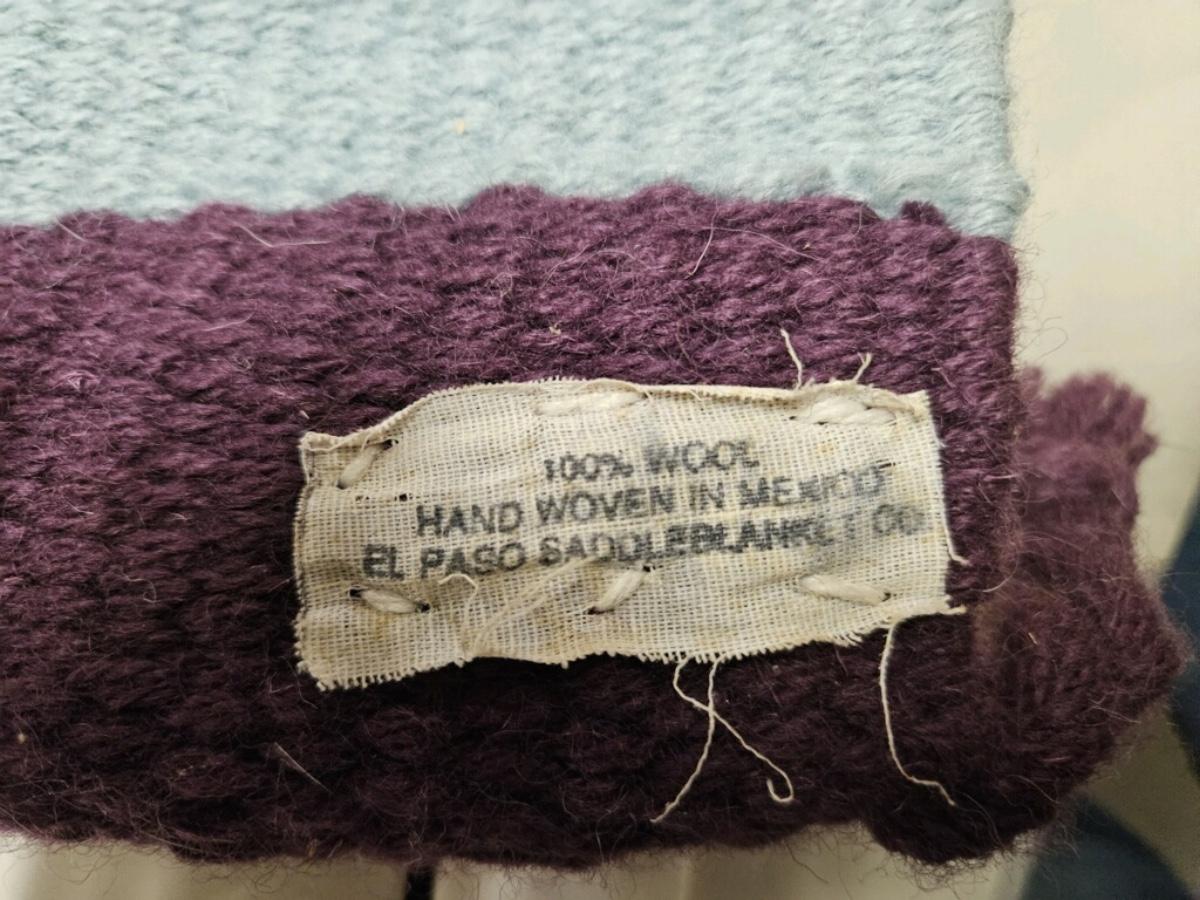 100% WOOL
HAND WOVEN IN MEXICO
EL PASO SADDLEBLANKET CO